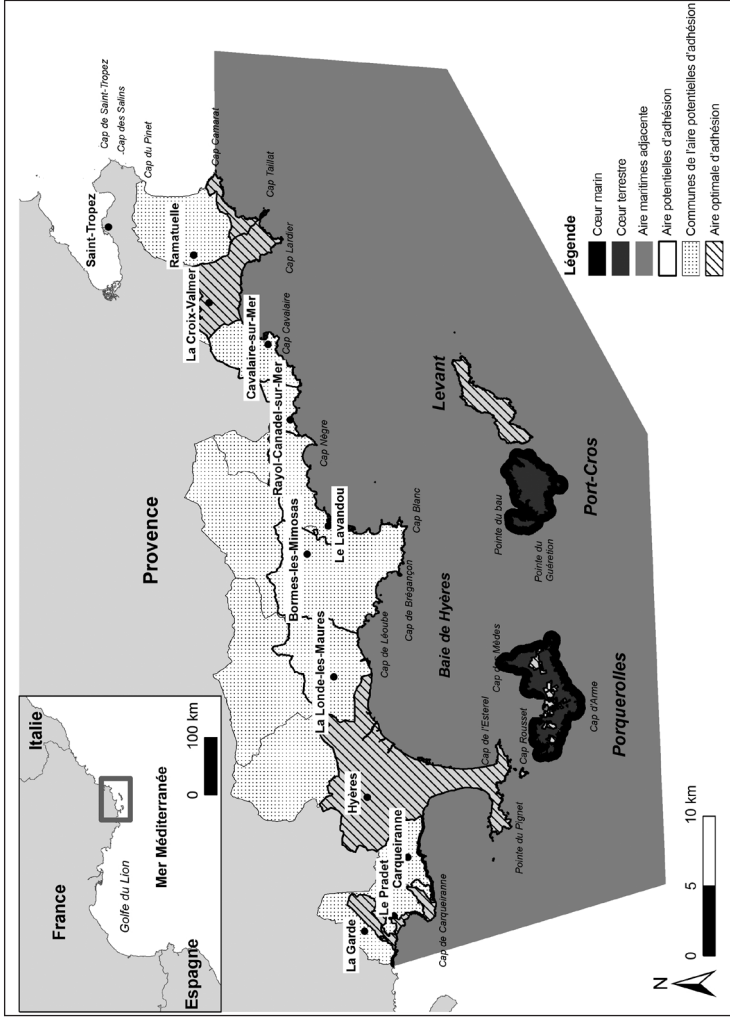 France
Italie
Golfe du Lion
Mer Méditerranée
Espagne
0 100 km
Provence
Saint-Tropez
Cap de Saint-Tropez
Cap des Salins
Cap du Pinet
Ramatuelle
Cap Camarat
La Croix-Valmer
Cap Taillat
Cap Lardier
Cavalaire-sur-Mer
Cap Cavalaire
Rayol-Canadel-sur-Mer
Cap Nègre
Bormes-les-Mimosas
Le Lavandou
La Londe-les-Maures
Cap Blanc
Cap de Brégançon
Cap de Léoube
Hyères
Baie de Hyères
La Garde
Le Pradet
Carqueiranne
Cap de Carqueiranne
Cap de l'Esterel
Pointe du Pignet
Cap Rousset
Cap des Mèdes
Cap d'Arme
Porquerolles
Pointe du bau
Pointe du
Guéretion
Port-Cros
Levant
N
0 5 10 km
Légende
Cœur marin
Cœur terrestre
Aire maritimes adjacente
Aire potentielles d'adhésion
Communes de l'aire potentielles d'adhésion
Aire optimale d'adhésion